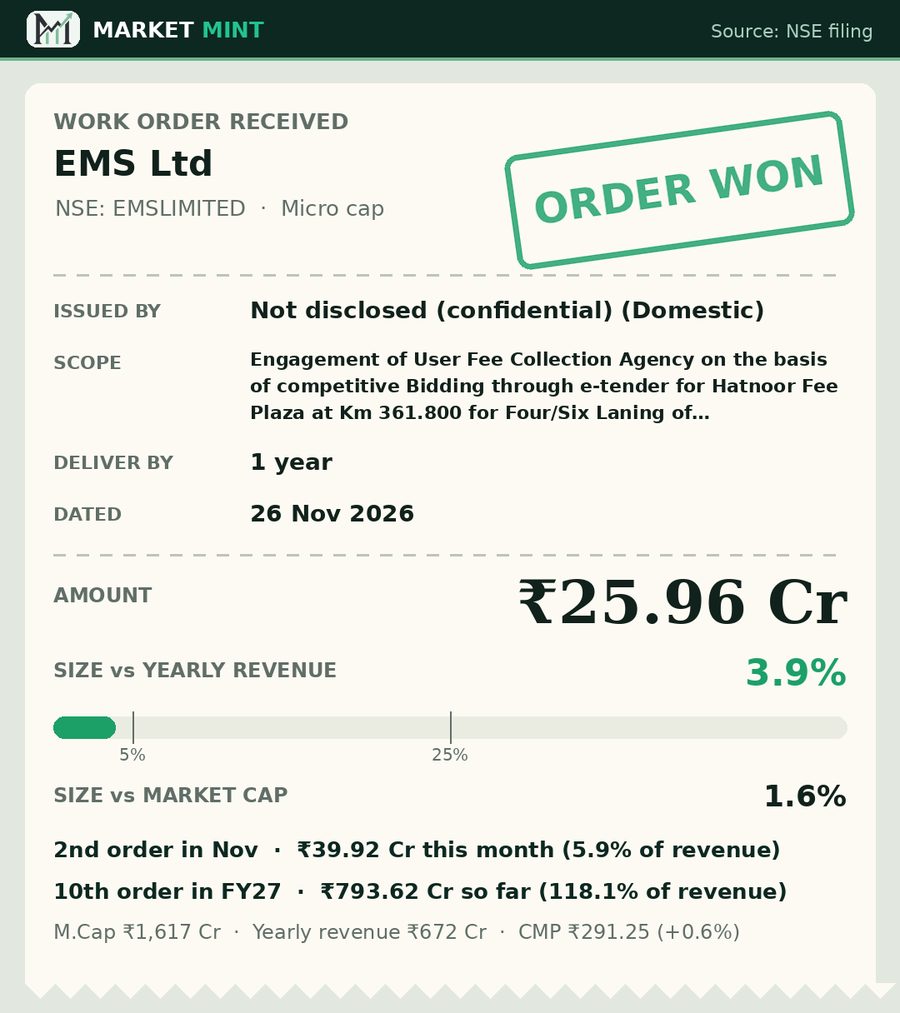 MARKET MINT
Source: NSE filing
WORK ORDER RECEIVED
EMS Ltd
NSE: EMSLIMITED · Micro cap
ORDER WON
ISSUED BY
Not disclosed (confidential) (Domestic)
SCOPE
Engagement of User Fee Collection Agency on the basis
of competitive Bidding through e-tender for Hatnoor Fee
Plaza at Km 361.800 for Four/Six Laning of…
DELIVER BY
1 year
DATED
26 Nov 2026
AMOUNT
₹25.96 Cr
SIZE vs YEARLY REVENUE
3.9%
5%
25%
SIZE vs MARKET CAP
1.6%
2nd order in Nov · ₹39.92 Cr this month (5.9% of revenue)
10th order in FY27 · ₹793.62 Cr so far (118.1% of revenue)
M.Cap ₹1,617 Cr · Yearly revenue ₹672 Cr · CMP ₹291.25 (+0.6%)